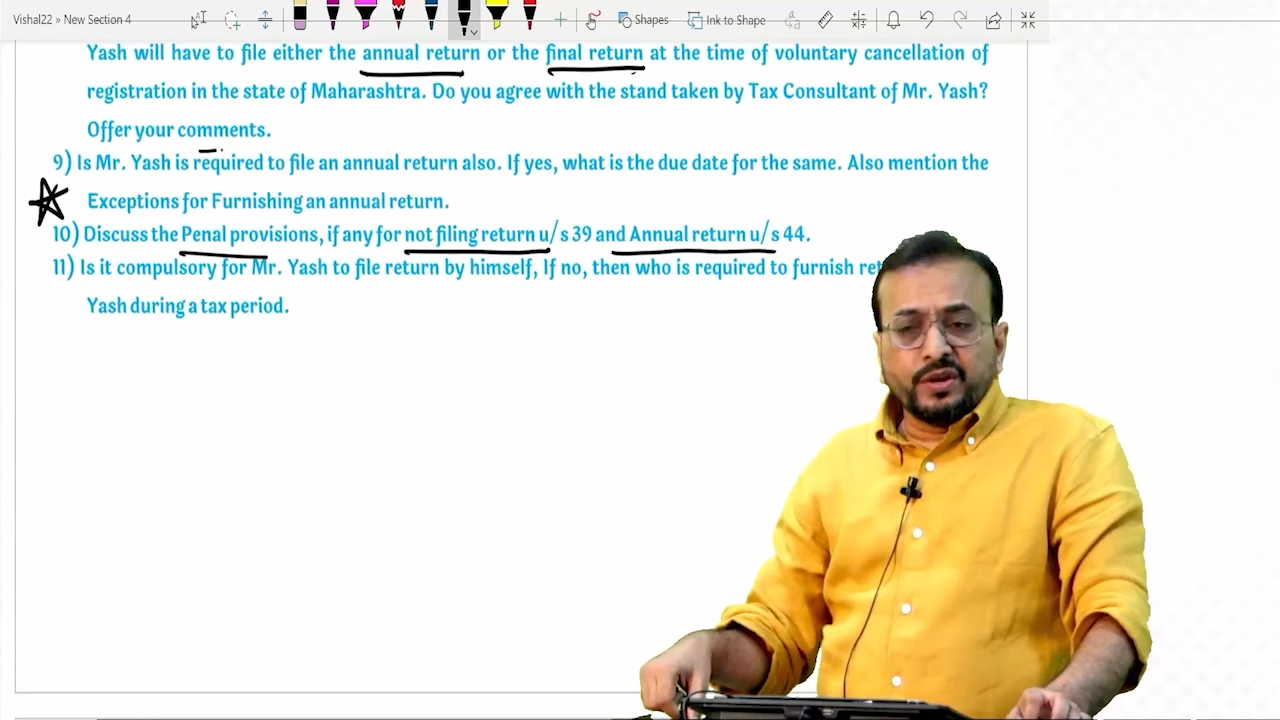 Vishal22 » New Section 4
Shapes
Ink to Shape
Yash will have to file either the annual return or the final return at the time of voluntary cancellation of
registration in the state of Maharashtra. Do you agree with the stand taken by Tax Consultant of Mr. Yash?
Offer your comments.
9) Is Mr. Yash is required to file an annual return also. If yes, what is the due date for the same. Also mention the
Exceptions for Furnishing an annual return.
10) Discuss the Penal provisions, if any for not filing return u/s 39 and Annual return u/s 44.
11) Is it compulsory for Mr. Yash to file return by himself, If no, then who is required to furnish
Yash during a tax period.